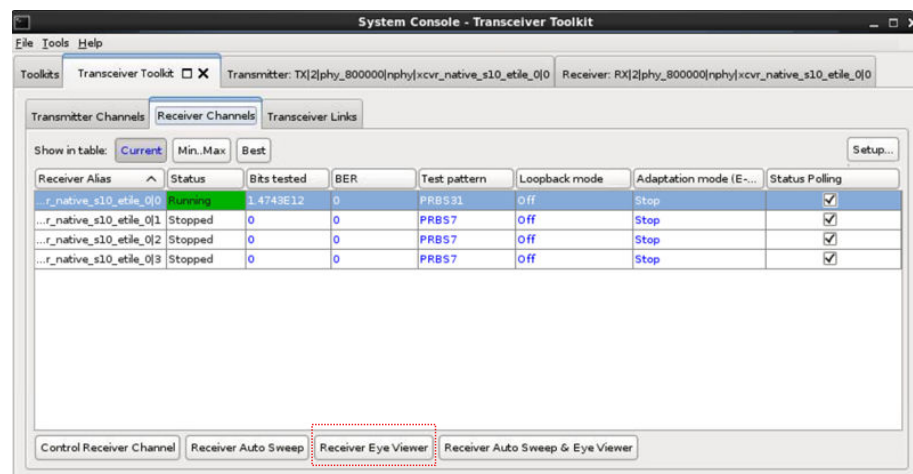 System Console - Transceiver Toolkit
File Tools Help
Toolkits Transceiver Toolkit Transmitter: TX|2|phy_800000|nphy|xcvr_native_s10_etile_0|0 Receiver: RX|2|phy_800000|nphy|xcvr_native_s10_etile_0|0
Transmitter Channels Receiver Channels Transceiver Links
Show in table: Current Min..Max Best Setup...
Receiver Alias Status Bits tested BER Test pattern Loopback mode Adaptation mode (E-... Status Polling
...r_native_s10_etile_0|0 Running 1.4743E12 0 PRBS31 Off Stop
...r_native_s10_etile_0|1 Stopped 0 0 PRBS7 Off Stop
...r_native_s10_etile_0|2 Stopped 0 0 PRBS7 Off Stop
...r_native_s10_etile_0|3 Stopped 0 0 PRBS7 Off Stop
Control Receiver Channel Receiver Auto Sweep Receiver Eye Viewer Receiver Auto Sweep & Eye Viewer